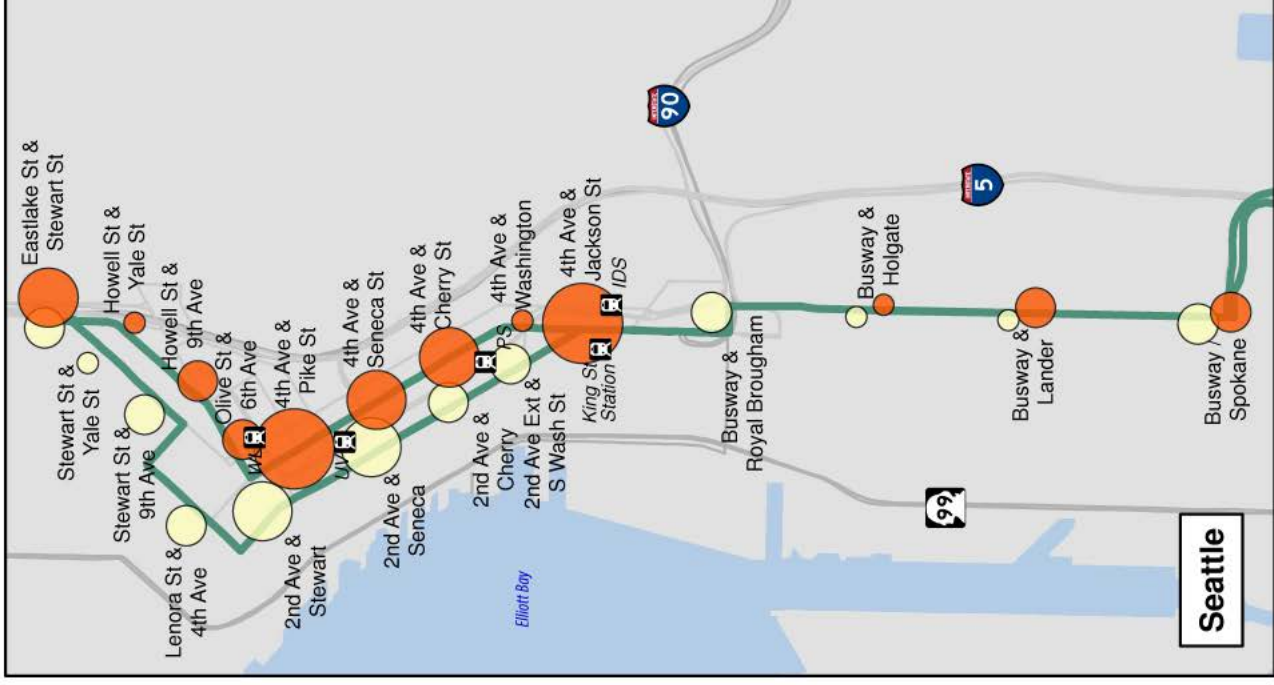 Eastlake St &
Stewart St
Howell St &
Yale St
Howell St &
9th Ave
Olive St &
6th Ave
4th Ave &
Pike St
4th Ave &
Seneca St
4th Ave &
Cherry St
4th Ave &
Washington
4th Ave &
Jackson St
IDS
Stewart St &
Yale St
Stewart St &
9th Ave
Lenora St &
4th Ave
2nd Ave &
Stewart
2nd Ave &
Seneca
2nd Ave &
Cherry
2nd Ave Ext &
S Wash St
King St
Station
PS
Busway &
Royal Brougham
Busway &
Holgate
Busway &
Lander
Busway /
Spokane
Elliott Bay
90
5
99
Seattle